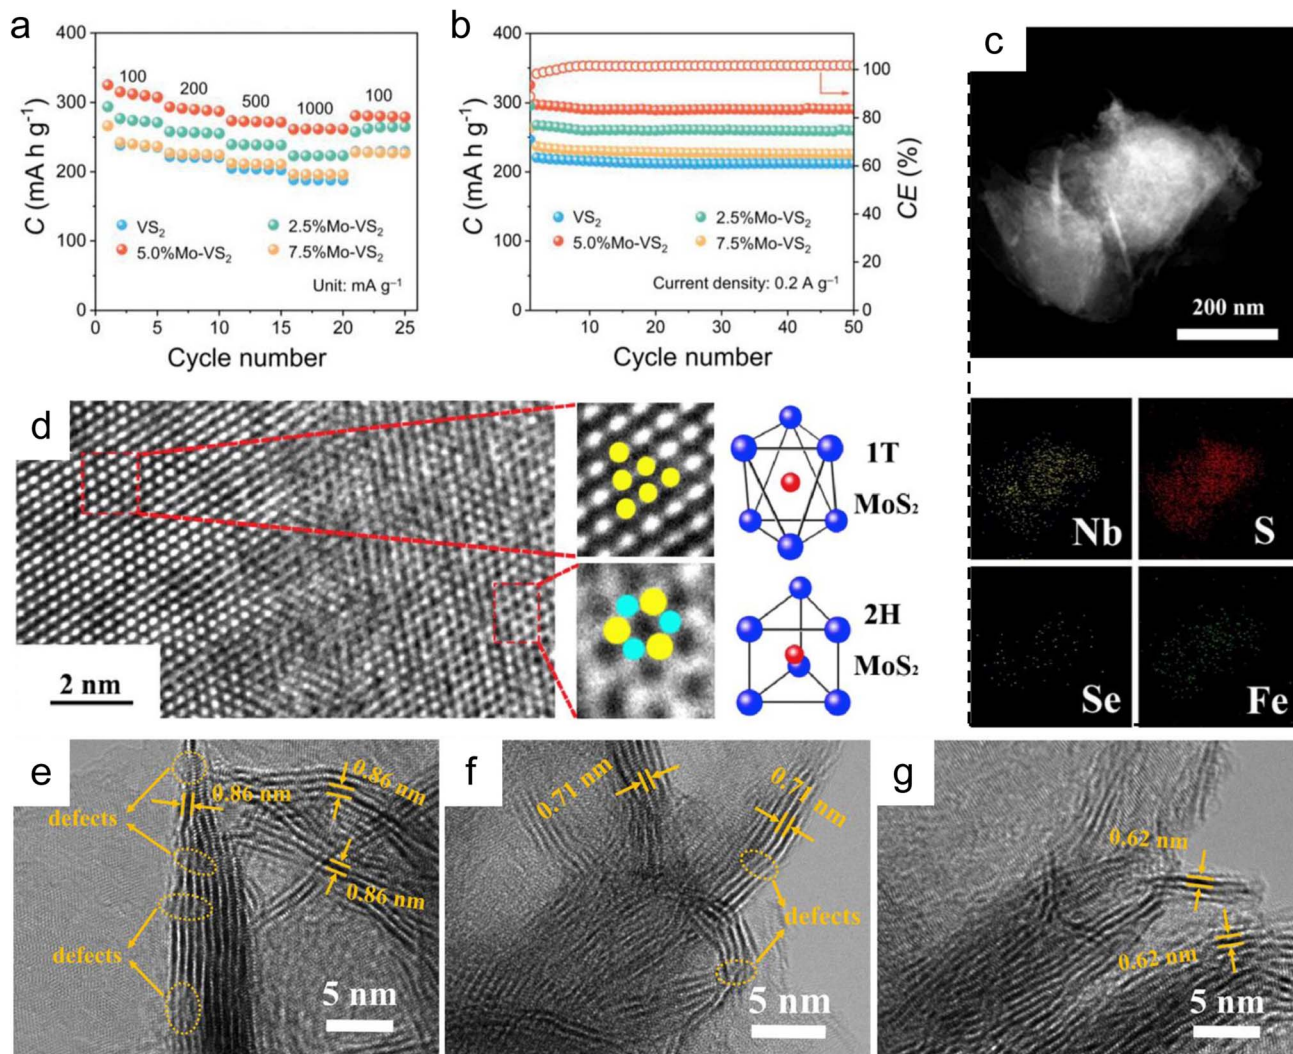 a
400
300
200
100
0
C (mA h g⁻¹)
100
200
500
1000
100
VS₂
2.5%Mo-VS₂
5.0%Mo-VS₂
7.5%Mo-VS₂
Unit: mA g⁻¹
0
5
10
15
20
25
Cycle number
b
400
300
200
100
0
C (mA h g⁻¹)
VS₂
2.5%Mo-VS₂
5.0%Mo-VS₂
7.5%Mo-VS₂
Current density: 0.2 A g⁻¹
100
80
60
40
20
0
CE (%)
10
20
30
40
50
Cycle number
c
200 nm
Nb
S
Se
Fe
d
2 nm
1T
MoS₂
2H
MoS₂
e
0.86 nm
0.86 nm
defects
0.86 nm
defects
5 nm
f
0.71 nm
0.71 nm
defects
5 nm
g
0.62 nm
0.62 nm
5 nm